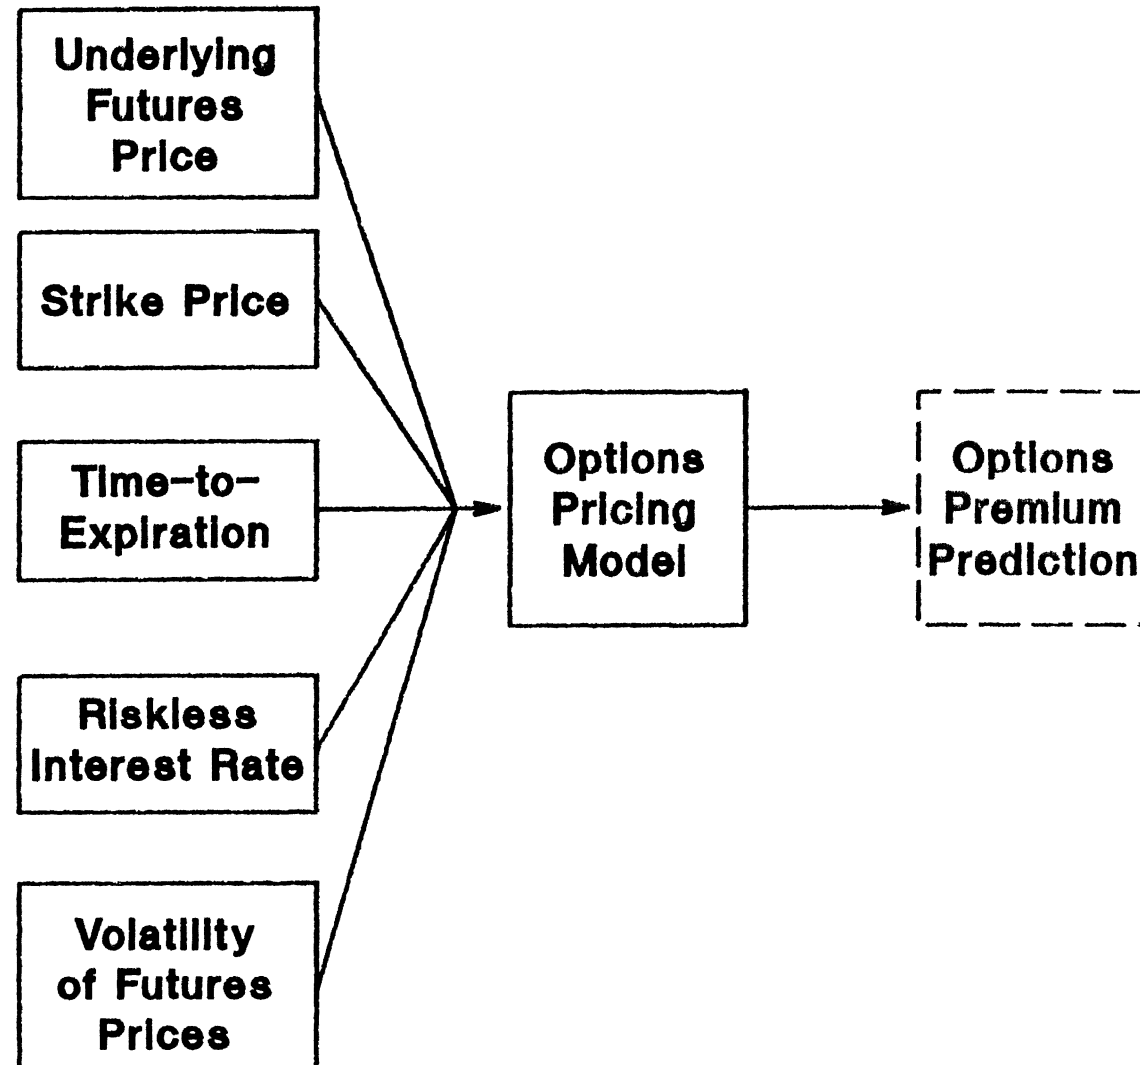 Underlying
Futures
Price
Strike Price
Time-to-
Expiration
Riskless
Interest Rate
Volatility
of Futures
Prices
Options
Pricing
Model
Options
Premium
Prediction